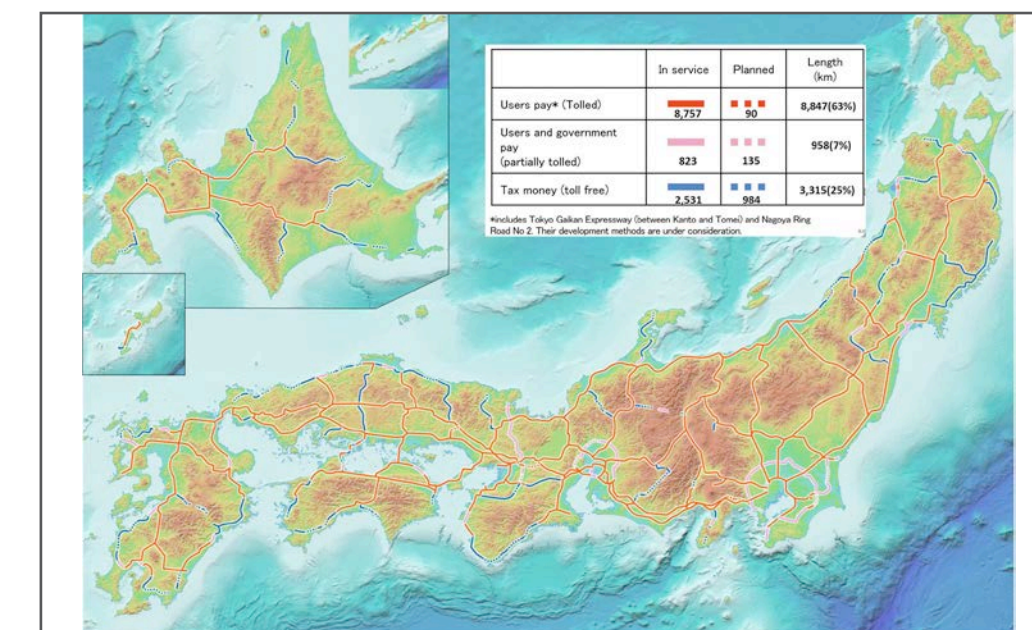 In service Planned Length
(km)
Users pay* (Tolled) 8,757 90 8,847(63%)
Users and government
pay
(partially tolled) 823 135 958(7%)
Tax money (toll free) 2,531 984 3,315(25%)
*includes Tokyo Gaikan Expressway (between Kanto and Tomei) and Nagoya Ring
Road No 2. Their development methods are under consideration.